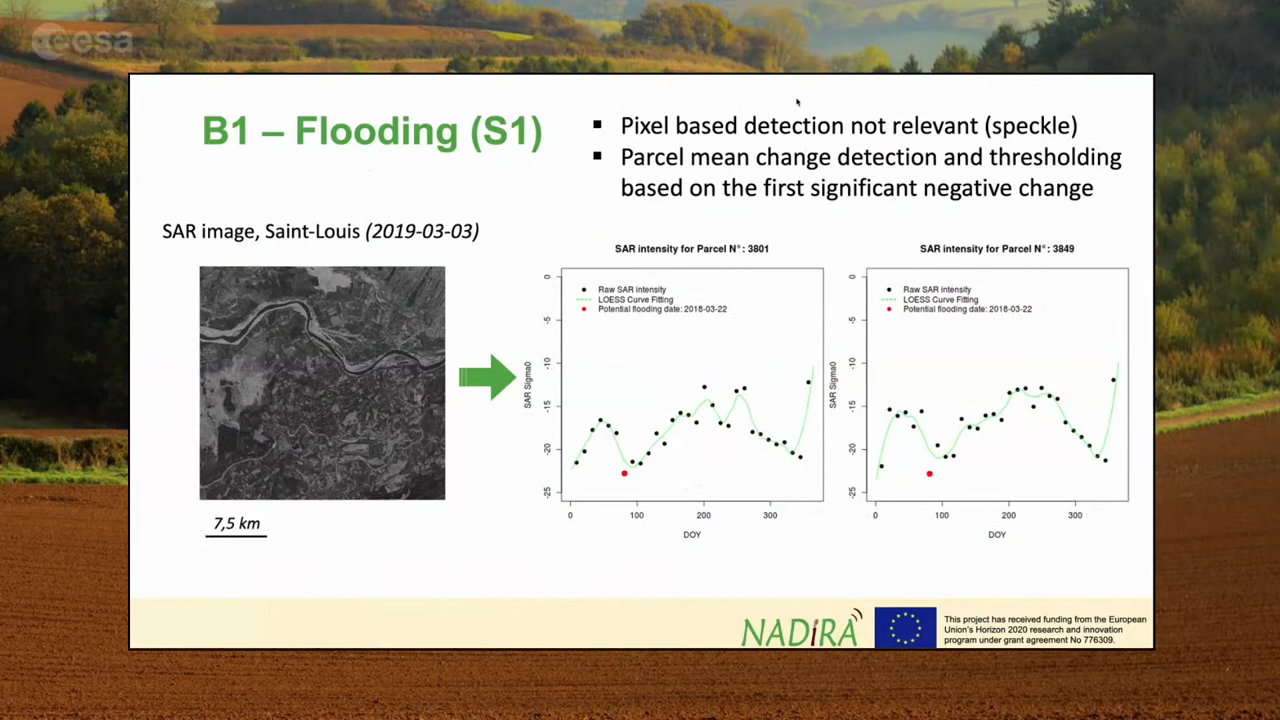 esa
B1 – Flooding (S1)
▪ Pixel based detection not relevant (speckle)
▪ Parcel mean change detection and thresholding
based on the first significant negative change
SAR image, Saint-Louis (2019-03-03)
7,5 km
SAR intensity for Parcel N°: 3801
Raw SAR intensity
LOESS Curve Fitting
Potential flooding date: 2018-03-22
SAR Sigma0
0
-5
-10
-15
-20
-25
0 100 200 300
DOY
SAR intensity for Parcel N°: 3849
Raw SAR intensity
LOESS Curve Fitting
Potential flooding date: 2018-03-22
SAR Sigma0
0
-5
-10
-15
-20
-25
0 100 200 300
DOY
NADiRA
This project has received funding from the European
Union's Horizon 2020 research and innovation
program under grant agreement No 776309.